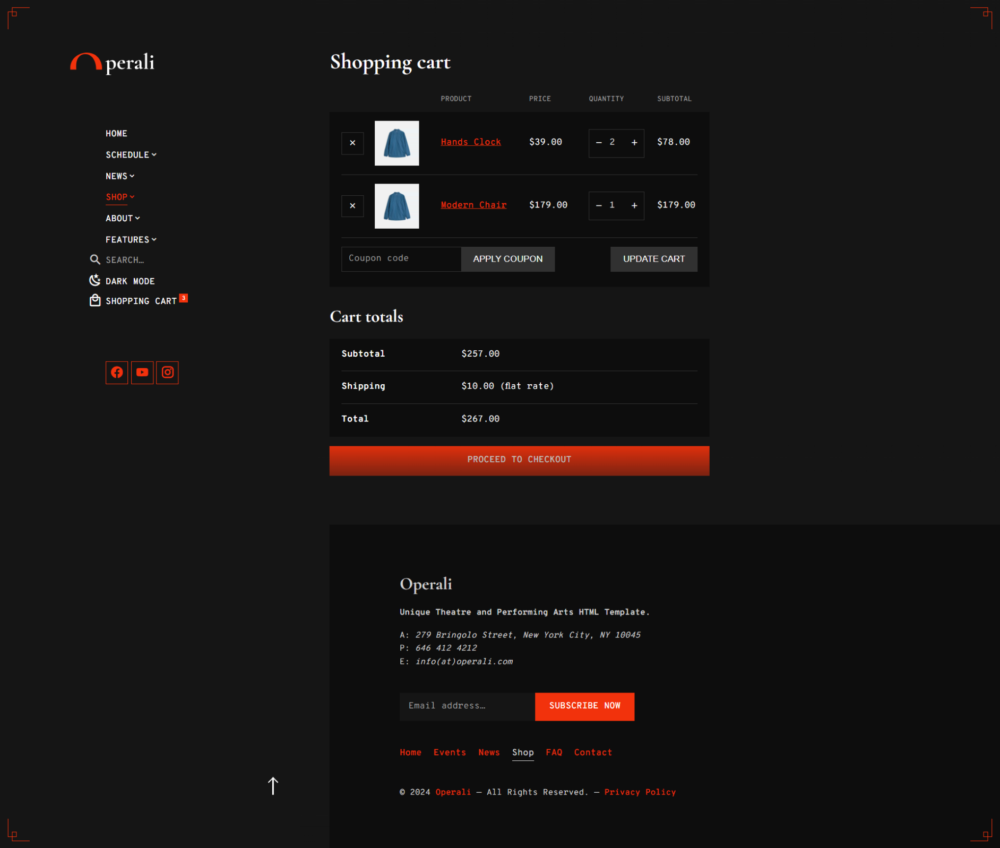 perali
HOME
SCHEDULE
NEWS
SHOP
ABOUT
FEATURES
SEARCH…
DARK MODE
SHOPPING CART 3
Shopping cart
PRODUCT PRICE QUANTITY SUBTOTAL
× Hands Clock $39.00 – 2 + $78.00
× Modern Chair $179.00 – 1 + $179.00
Coupon code APPLY COUPON UPDATE CART
Cart totals
Subtotal $257.00
Shipping $10.00 (flat rate)
Total $267.00
PROCEED TO CHECKOUT
Operali
Unique Theatre and Performing Arts HTML Template.
A: 279 Bringolo Street, New York City, NY 10045
P: 646 412 4212
E: info(at)operali.com
Email address… SUBSCRIBE NOW
Home Events News Shop FAQ Contact
© 2024 Operali — All Rights Reserved. — Privacy Policy